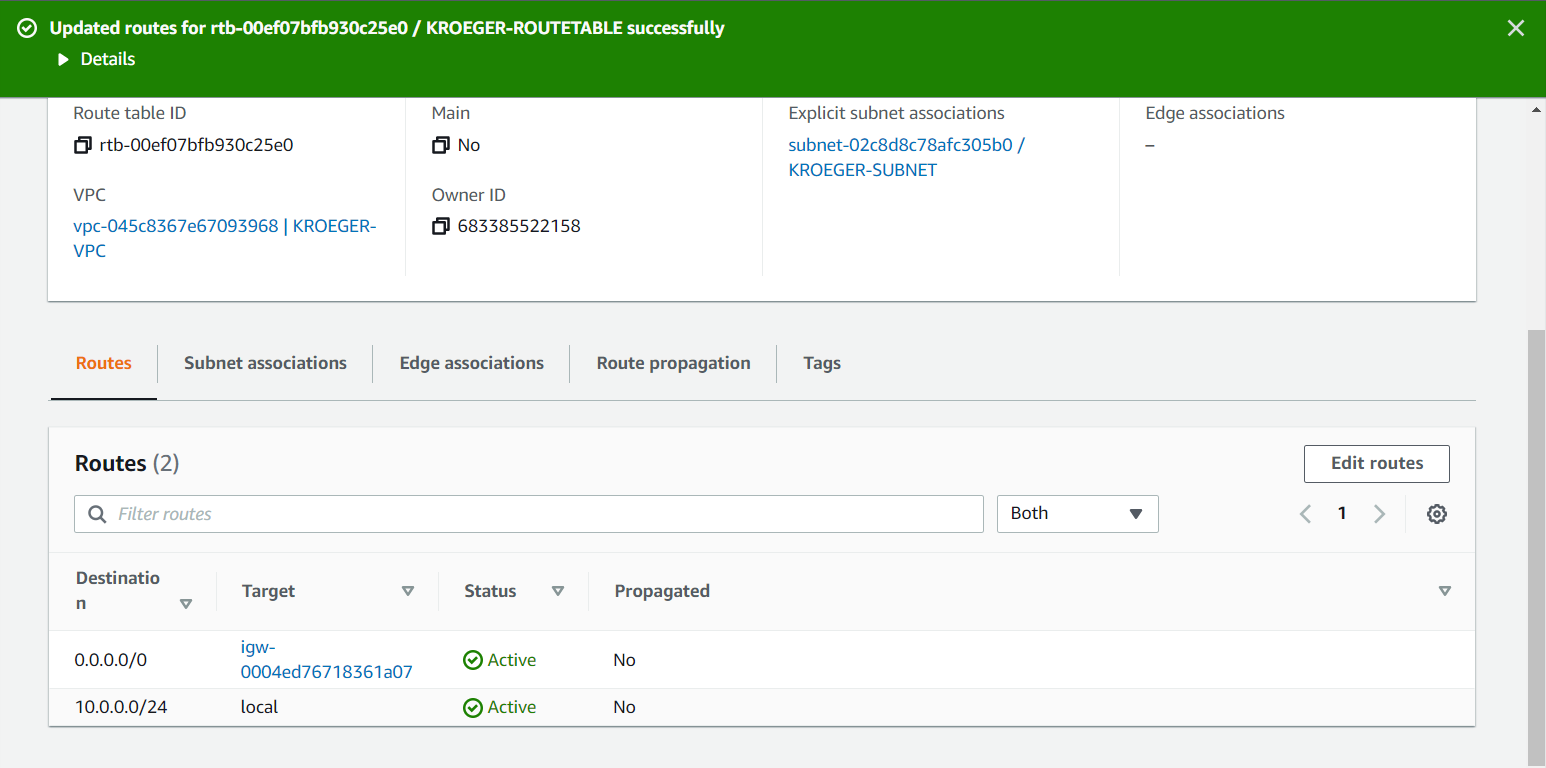 Updated routes for rtb-00ef07bfb930c25e0 / KROEGER-ROUTETABLE successfully
Details
Route table ID
rtb-00ef07bfb930c25e0
Main
No
Explicit subnet associations
subnet-02c8d8c78afc305b0 /
KROEGER-SUBNET
Edge associations
–
VPC
vpc-045c8367e67093968 | KROEGER-
VPC
Owner ID
683385522158
Routes
Subnet associations
Edge associations
Route propagation
Tags
Routes (2)
Edit routes
Filter routes
Both
1
Destinatio
n
Target
Status
Propagated
0.0.0.0/0
igw-
0004ed76718361a07
Active
No
10.0.0.0/24
local
Active
No